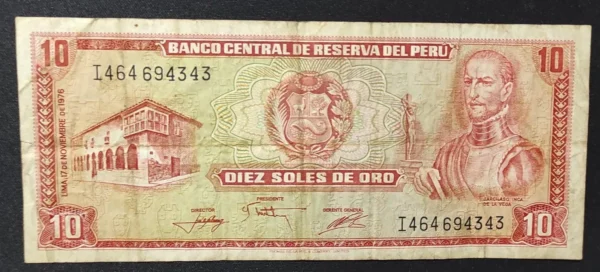 10 BANCO CENTRAL DE RESERVA DEL PERÚ 10
I464694343
LIMA, 17 DE NOVIEMBRE DE 1976
GARCILASO INCA
DE LA VEGA
DIEZ SOLES DE ORO
DIRECTOR PRESIDENTE GERENTE GENERAL
I464694343
10 10